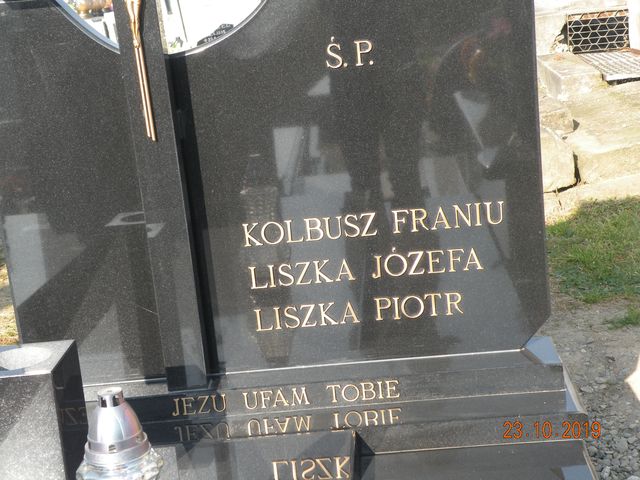 Ś.P.
KOLBUSZ FRANIU
LISZKA JÓZEFA
LISZKA PIOTR
JEZU UFAM TOBIE
23.10.2019